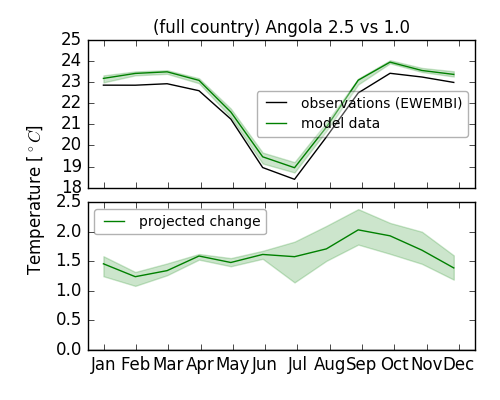 (full country) Angola 2.5 vs 1.0
Temperature [°C]
25
24
23
22
21
20
19
18
observations (EWEMBI)
model data
2.5
2.0
1.5
1.0
0.5
0.0
projected change
Jan Feb Mar Apr May Jun Jul Aug Sep Oct Nov Dec